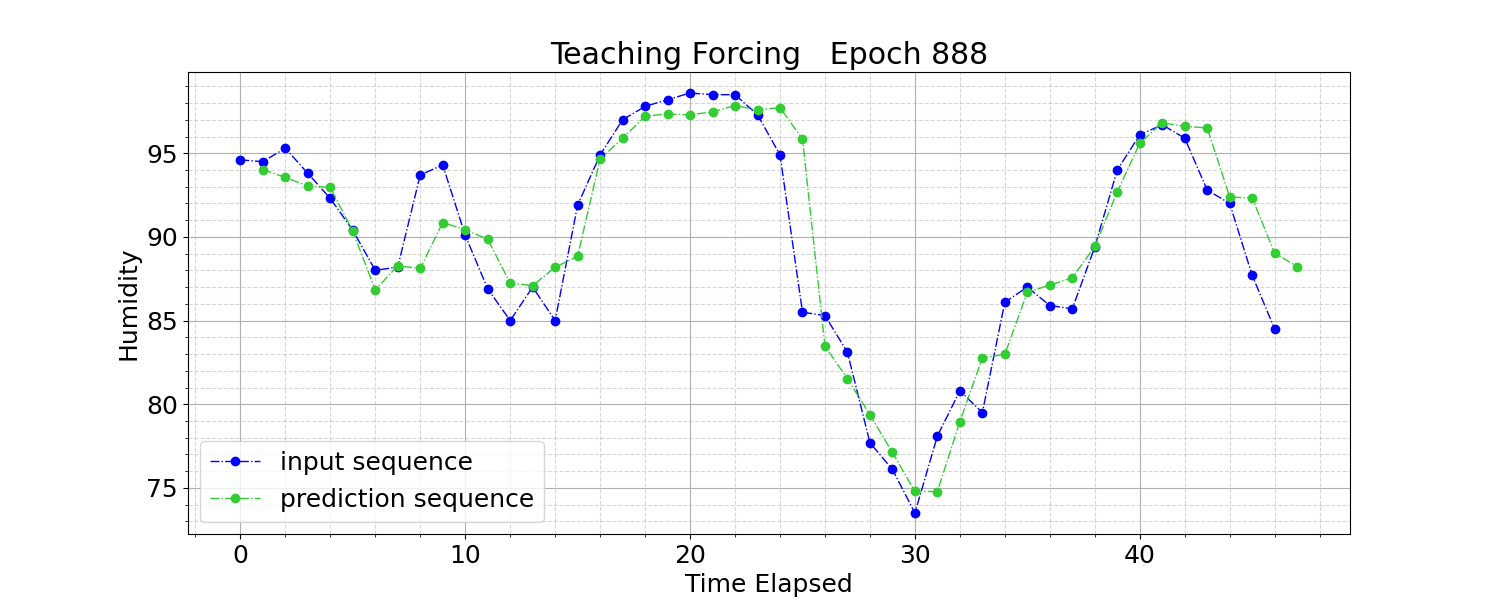 Teaching Forcing   Epoch 888
Humidity
95
90
85
80
75
input sequence
prediction sequence
0 10 20 30 40
Time Elapsed